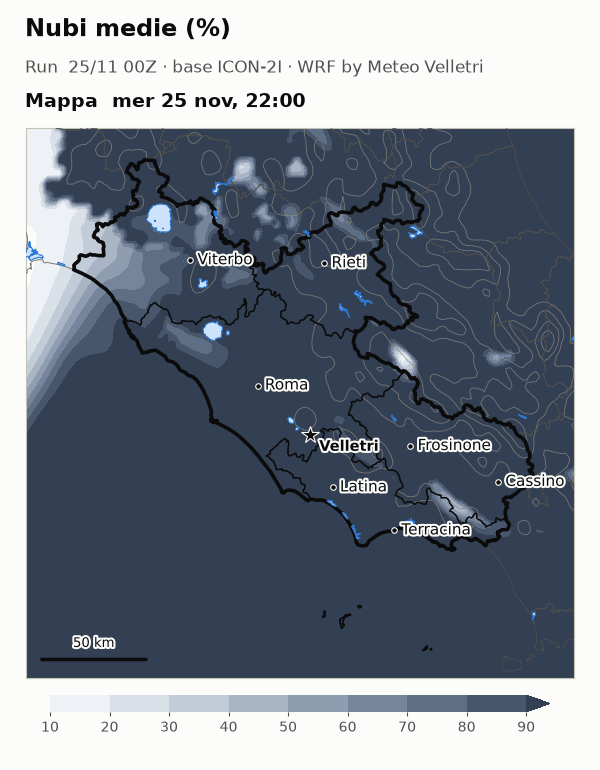 Nubi medie (%)
Run  25/11 00Z · base ICON-2I · WRF by Meteo Velletri
Mappa  mer 25 nov, 22:00
Viterbo
Rieti
Roma
Velletri
Frosinone
Cassino
Latina
Terracina
50 km
10 20 30 40 50 60 70 80 90